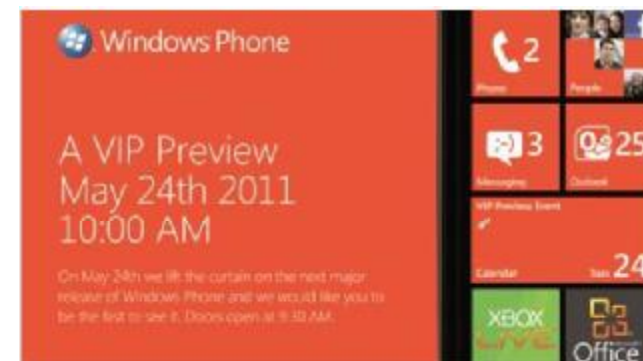 Windows Phone
A VIP Preview
May 24th 2011
10:00 AM
On May 24th we lift the curtain on the next major
release of Windows Phone and we would like you to
be the first to see it. Doors open at 9:30 AM.
2
Phone
People
3
Messaging
25
Outlook
VIP Preview Event
Calendar
Tues 24
XBOX
LIVE
Office